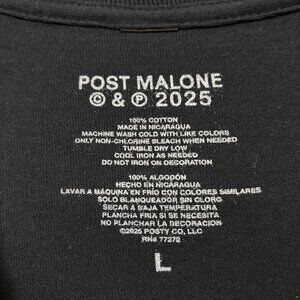 POST MALONE
© & ℗ 2025
100% COTTON
MADE IN NICARAGUA
MACHINE WASH COLD WITH LIKE COLORS
ONLY NON-CHLORINE BLEACH WHEN NEEDED
TUMBLE DRY LOW
COOL IRON AS NEEDED
DO NOT IRON ON DECORATION
100% ALGODÓN
HECHO EN NICARAGUA
LAVAR A MÁQUINA EN FRÍO CON COLORES SIMILARES
SOLO BLANQUEADOR SIN CLORO
SECAR A BAJA TEMPERATURA
PLANCHA FRIA SI SE NECESITA
NO PLANCHAR LA DECORACIÓN
©2025 POSTY CO, LLC
RN# 77272
L